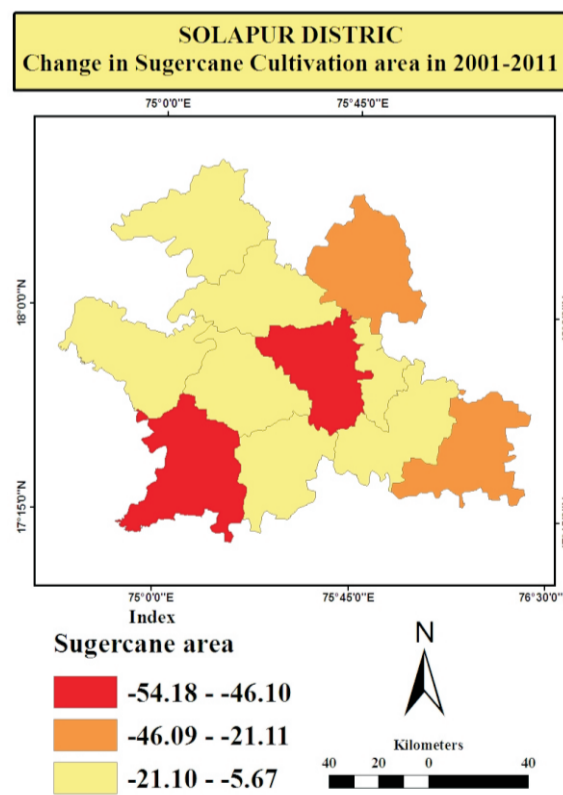 SOLAPUR DISTRIC
Change in Sugercane Cultivation area in 2001-2011
75°0'0"E 75°45'0"E
18°0'0"N
17°15'0"N
75°0'0"E 75°45'0"E 76°30'0"E
Index
Sugercane area
-54.18 - -46.10
-46.09 - -21.11
-21.10 - -5.67
N
Kilometers
40 20 0 40